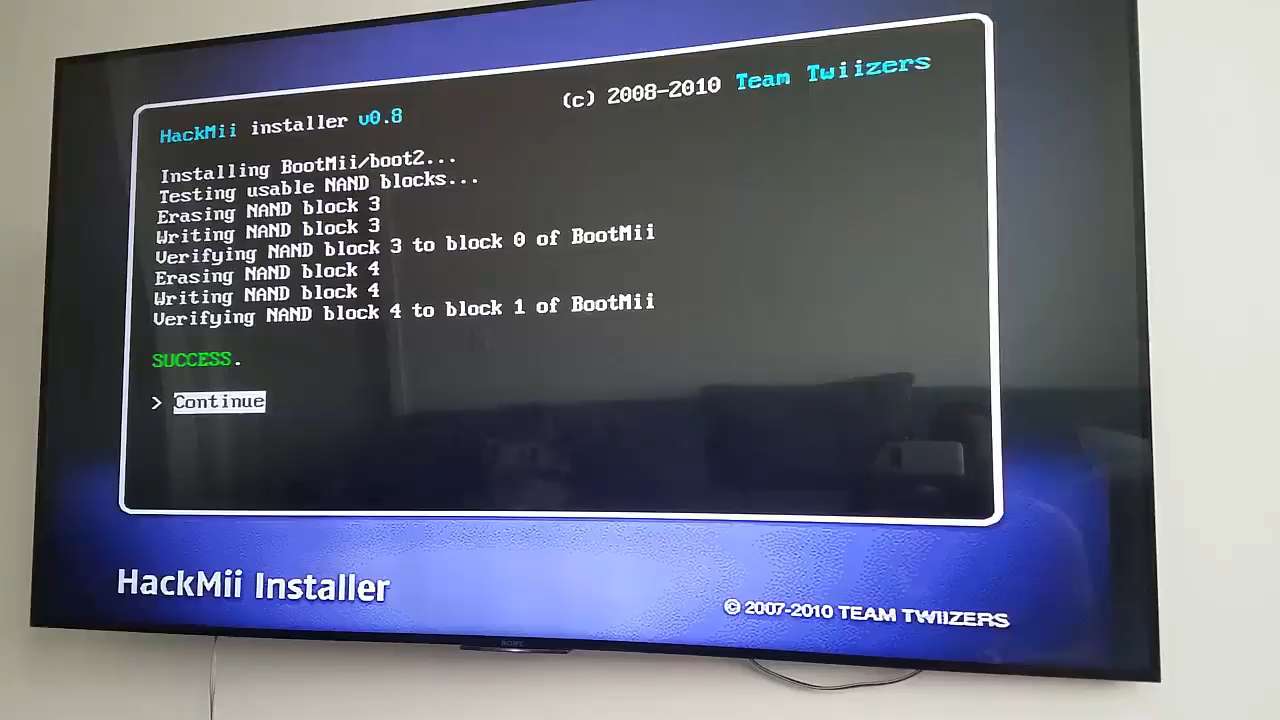 HackMii installer v0.8
(c) 2008-2010 Team Twiizers
Installing BootMii/boot2...
Testing usable NAND blocks...
Erasing NAND block 3
Writing NAND block 3
Verifying NAND block 3 to block 0 of BootMii
Erasing NAND block 4
Writing NAND block 4
Verifying NAND block 4 to block 1 of BootMii
SUCCESS.
> Continue
HackMii Installer
© 2007-2010 TEAM TWIIZERS
SONY